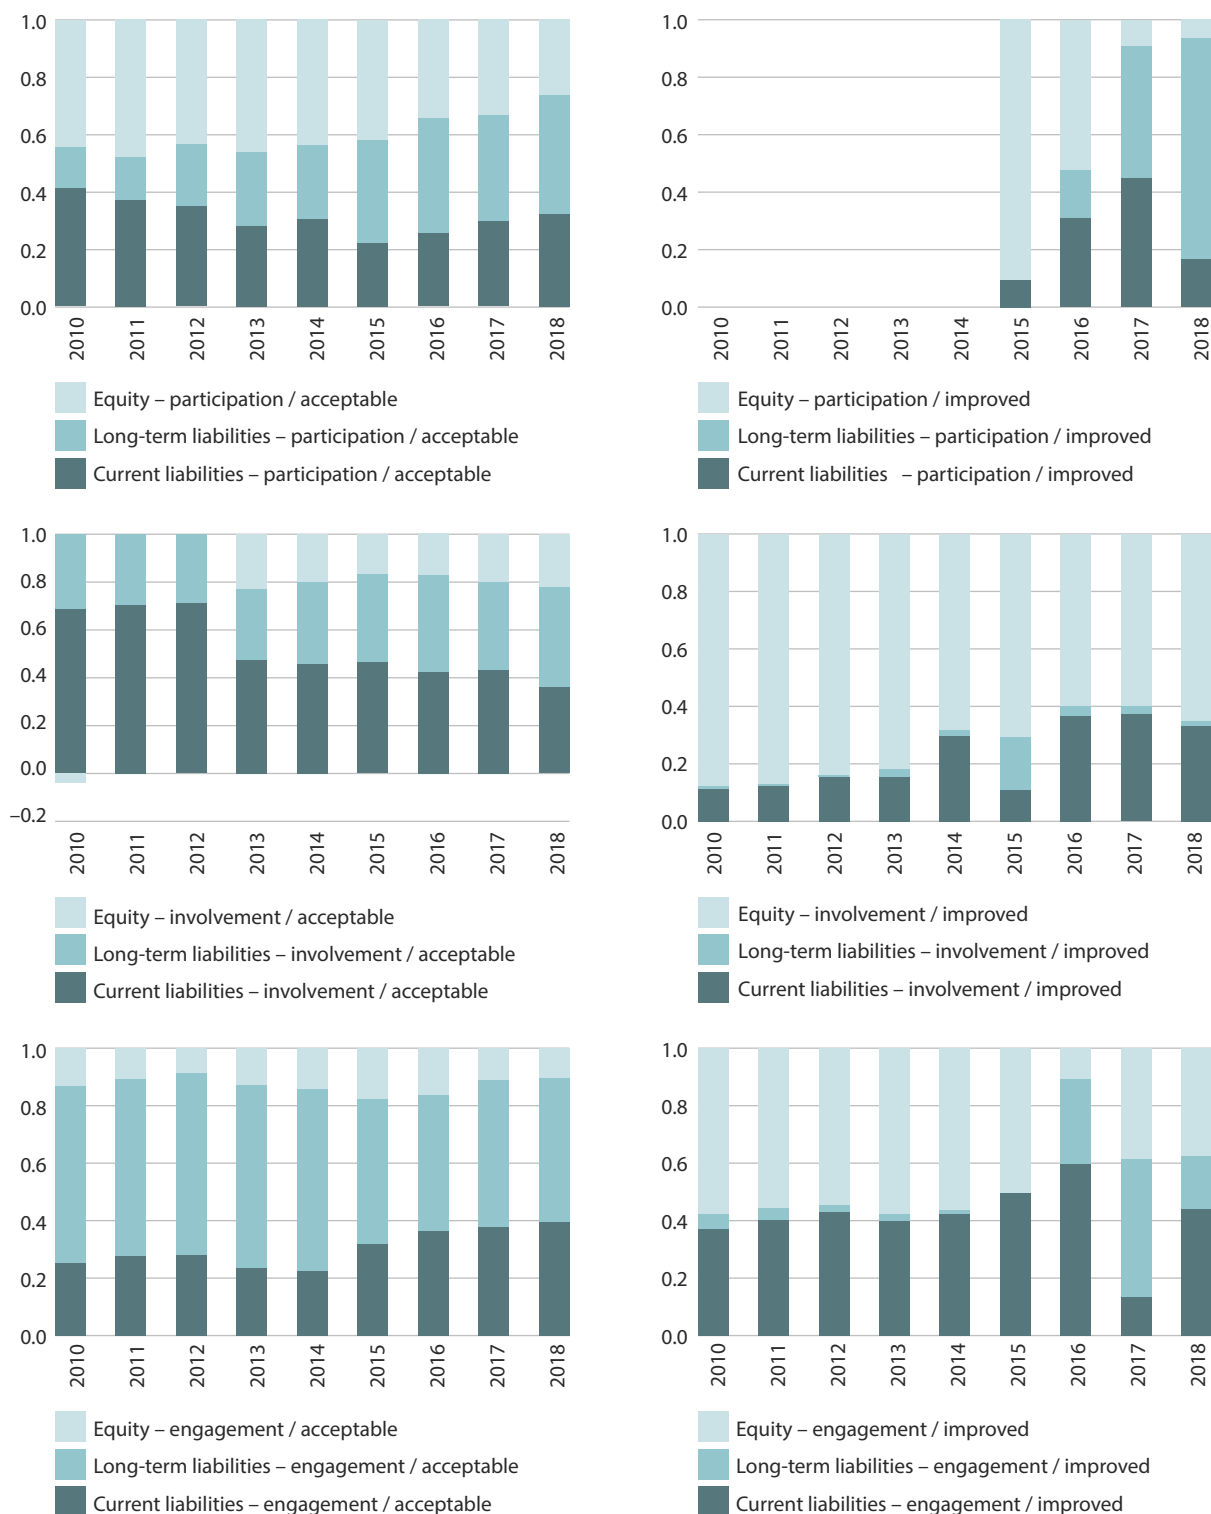 1.0
0.8
0.6
0.4
0.2
0.0
2010 2011 2012 2013 2014 2015 2016 2017 2018
Equity – participation / acceptable
Long-term liabilities – participation / acceptable
Current liabilities – participation / acceptable
1.0
0.8
0.6
0.4
0.2
0.0
2010 2011 2012 2013 2014 2015 2016 2017 2018
Equity – participation / improved
Long-term liabilities – participation / improved
Current liabilities – participation / improved
1.0
0.8
0.6
0.4
0.2
0.0
–0.2
2010 2011 2012 2013 2014 2015 2016 2017 2018
Equity – involvement / acceptable
Long-term liabilities – involvement / acceptable
Current liabilities – involvement / acceptable
1.0
0.8
0.6
0.4
0.2
0.0
2010 2011 2012 2013 2014 2015 2016 2017 2018
Equity – involvement / improved
Long-term liabilities – involvement / improved
Current liabilities – involvement / improved
1.0
0.8
0.6
0.4
0.2
0.0
2010 2011 2012 2013 2014 2015 2016 2017 2018
Equity – engagement / acceptable
Long-term liabilities – engagement / acceptable
Current liabilities – engagement / acceptable
1.0
0.8
0.6
0.4
0.2
0.0
2010 2011 2012 2013 2014 2015 2016 2017 2018
Equity – engagement / improved
Long-term liabilities – engagement / improved
Current liabilities – engagement / improved